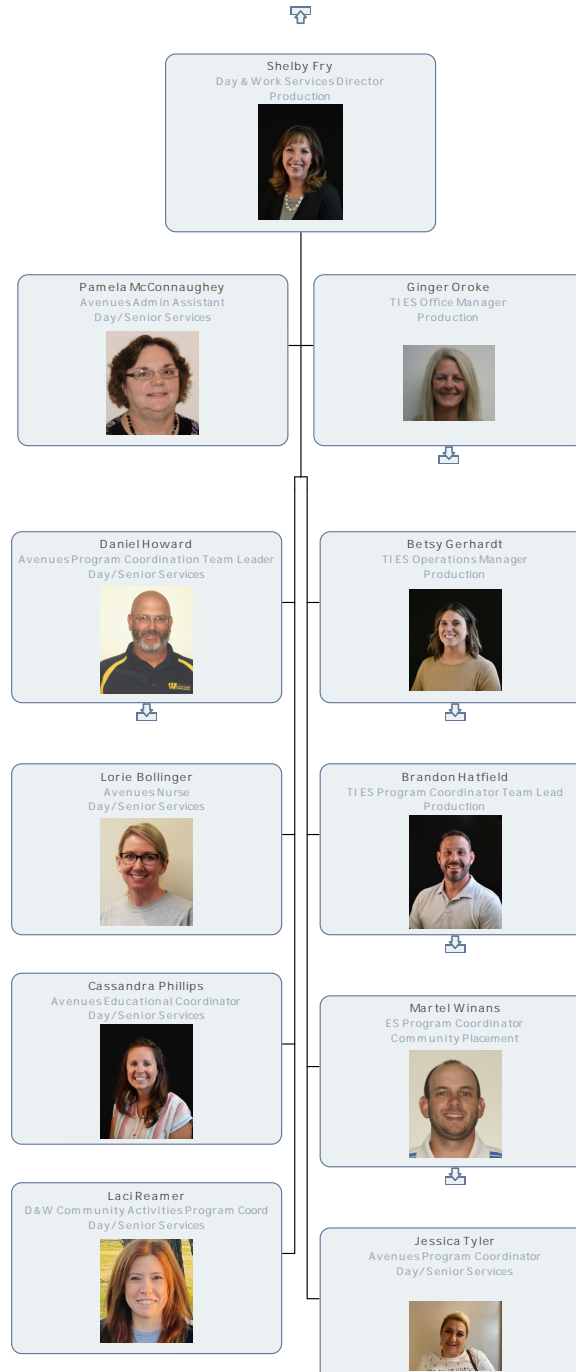 Shelby Fry
Day & Work Services Director
Production
Pamela McConnaughey
Avenues Admin Assistant
Day/Senior Services
Ginger Oroke
TIES Office Manager
Production
Daniel Howard
Avenues Program Coordination Team Leader
Day/Senior Services
Betsy Gerhardt
TIES Operations Manager
Production
Lorie Bollinger
Avenues Nurse
Day/Senior Services
Brandon Hatfield
TIES Program Coordinator Team Lead
Production
Cassandra Phillips
Avenues Educational Coordinator
Day/Senior Services
Martel Winans
ES Program Coordinator
Community Placement
Laci Reamer
D&W Community Activities Program Coord
Day/Senior Services
Jessica Tyler
Avenues Program Coordinator
Day/Senior Services